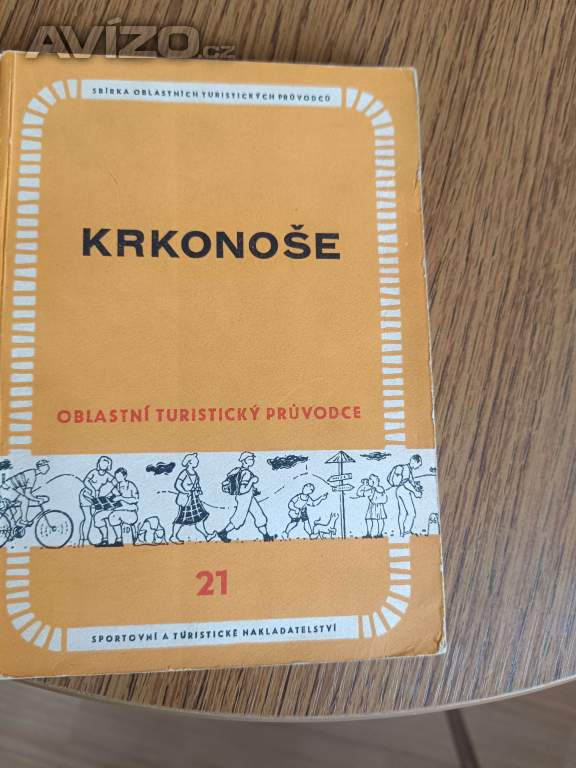 AVÍZO.cz
SBÍRKA OBLASTNÍCH TURISTICKÝCH PRŮVODCŮ
KRKONOŠE
OBLASTNÍ TURISTICKÝ PRŮVODCE
21
SPORTOVNÍ A TURISTICKÉ NAKLADATELSTVÍ